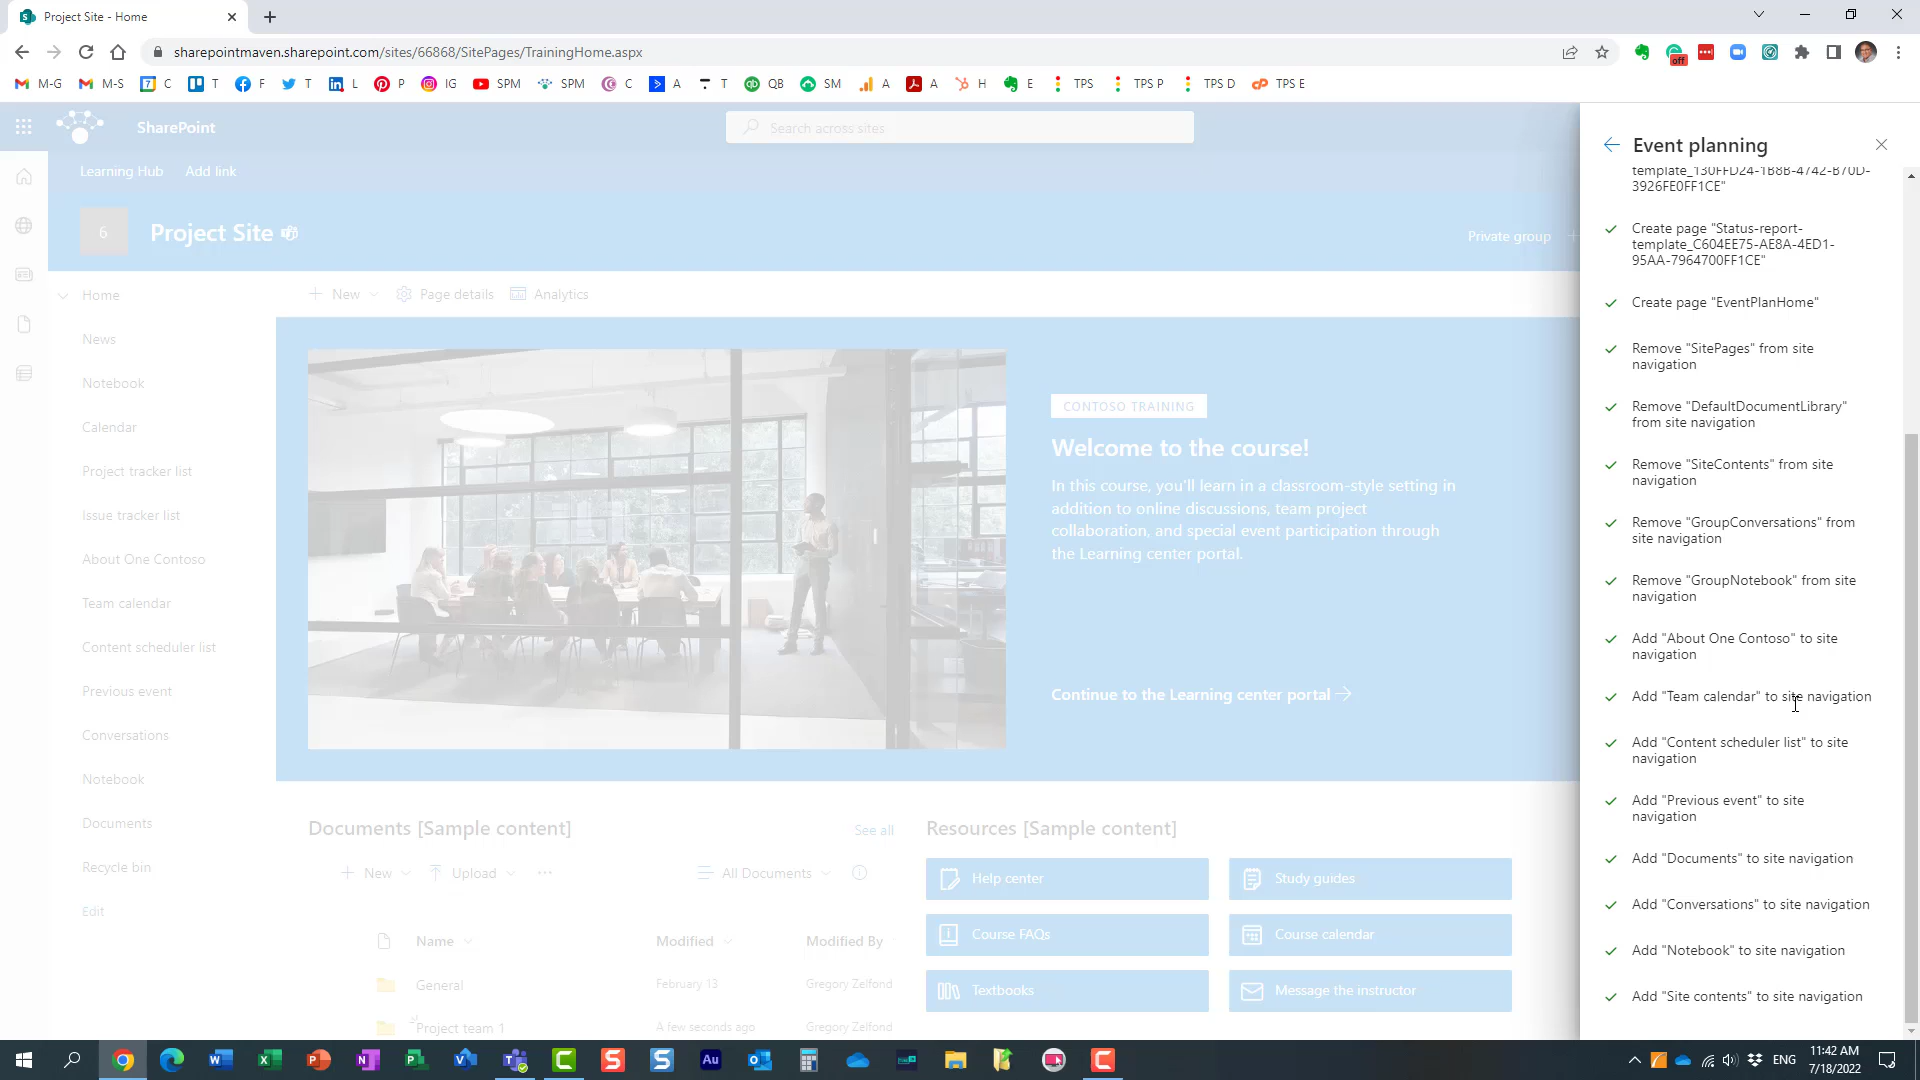 Project Site - Home
sharepointmaven.sharepoint.com/sites/66868/SitePages/TrainingHome.aspx
off
M-G
M-S
7
C
T
F
T
L
P
IG
SPM
SPM
C
A
T
QB
SM
A
A
H
E
TPS
TPS P
TPS D
TPS E
SharePoint
Search across sites
Learning Hub
Add link
6
Project Site
Private group
Home
News
Notebook
Calendar
Project tracker list
Issue tracker list
About One Contoso
Team calendar
Content scheduler list
Previous event
Conversations
Notebook
Documents
Recycle bin
Edit
New
Page details
Analytics
CONTOSO TRAINING
Welcome to the course!
In this course, you'll learn in a classroom-style setting in
addition to online discussions, team project
collaboration, and special event participation through
the Learning center portal.
Continue to the Learning center portal
Documents [Sample content]
See all
New
Upload
All Documents
Name
Modified
Modified By
General
February 13
Gregory Zelfond
Project team 1
A few seconds ago
Gregory Zelfond
Resources [Sample content]
Help center
Study guides
Course FAQs
Course calendar
Textbooks
Message the instructor
Event planning
template_130FFD24-1B8B-4742-B70D-
3926FE0FF1CE"
Create page "Status-report-
template_C604EE75-AE8A-4ED1-
95AA-7964700FF1CE"
Create page "EventPlanHome"
Remove "SitePages" from site
navigation
Remove "DefaultDocumentLibrary"
from site navigation
Remove "SiteContents" from site
navigation
Remove "GroupConversations" from
site navigation
Remove "GroupNotebook" from site
navigation
Add "About One Contoso" to site
navigation
Add "Team calendar" to site navigation
Add "Content scheduler list" to site
navigation
Add "Previous event" to site
navigation
Add "Documents" to site navigation
Add "Conversations" to site navigation
Add "Notebook" to site navigation
Add "Site contents" to site navigation
ENG
11:42 AM
7/18/2022